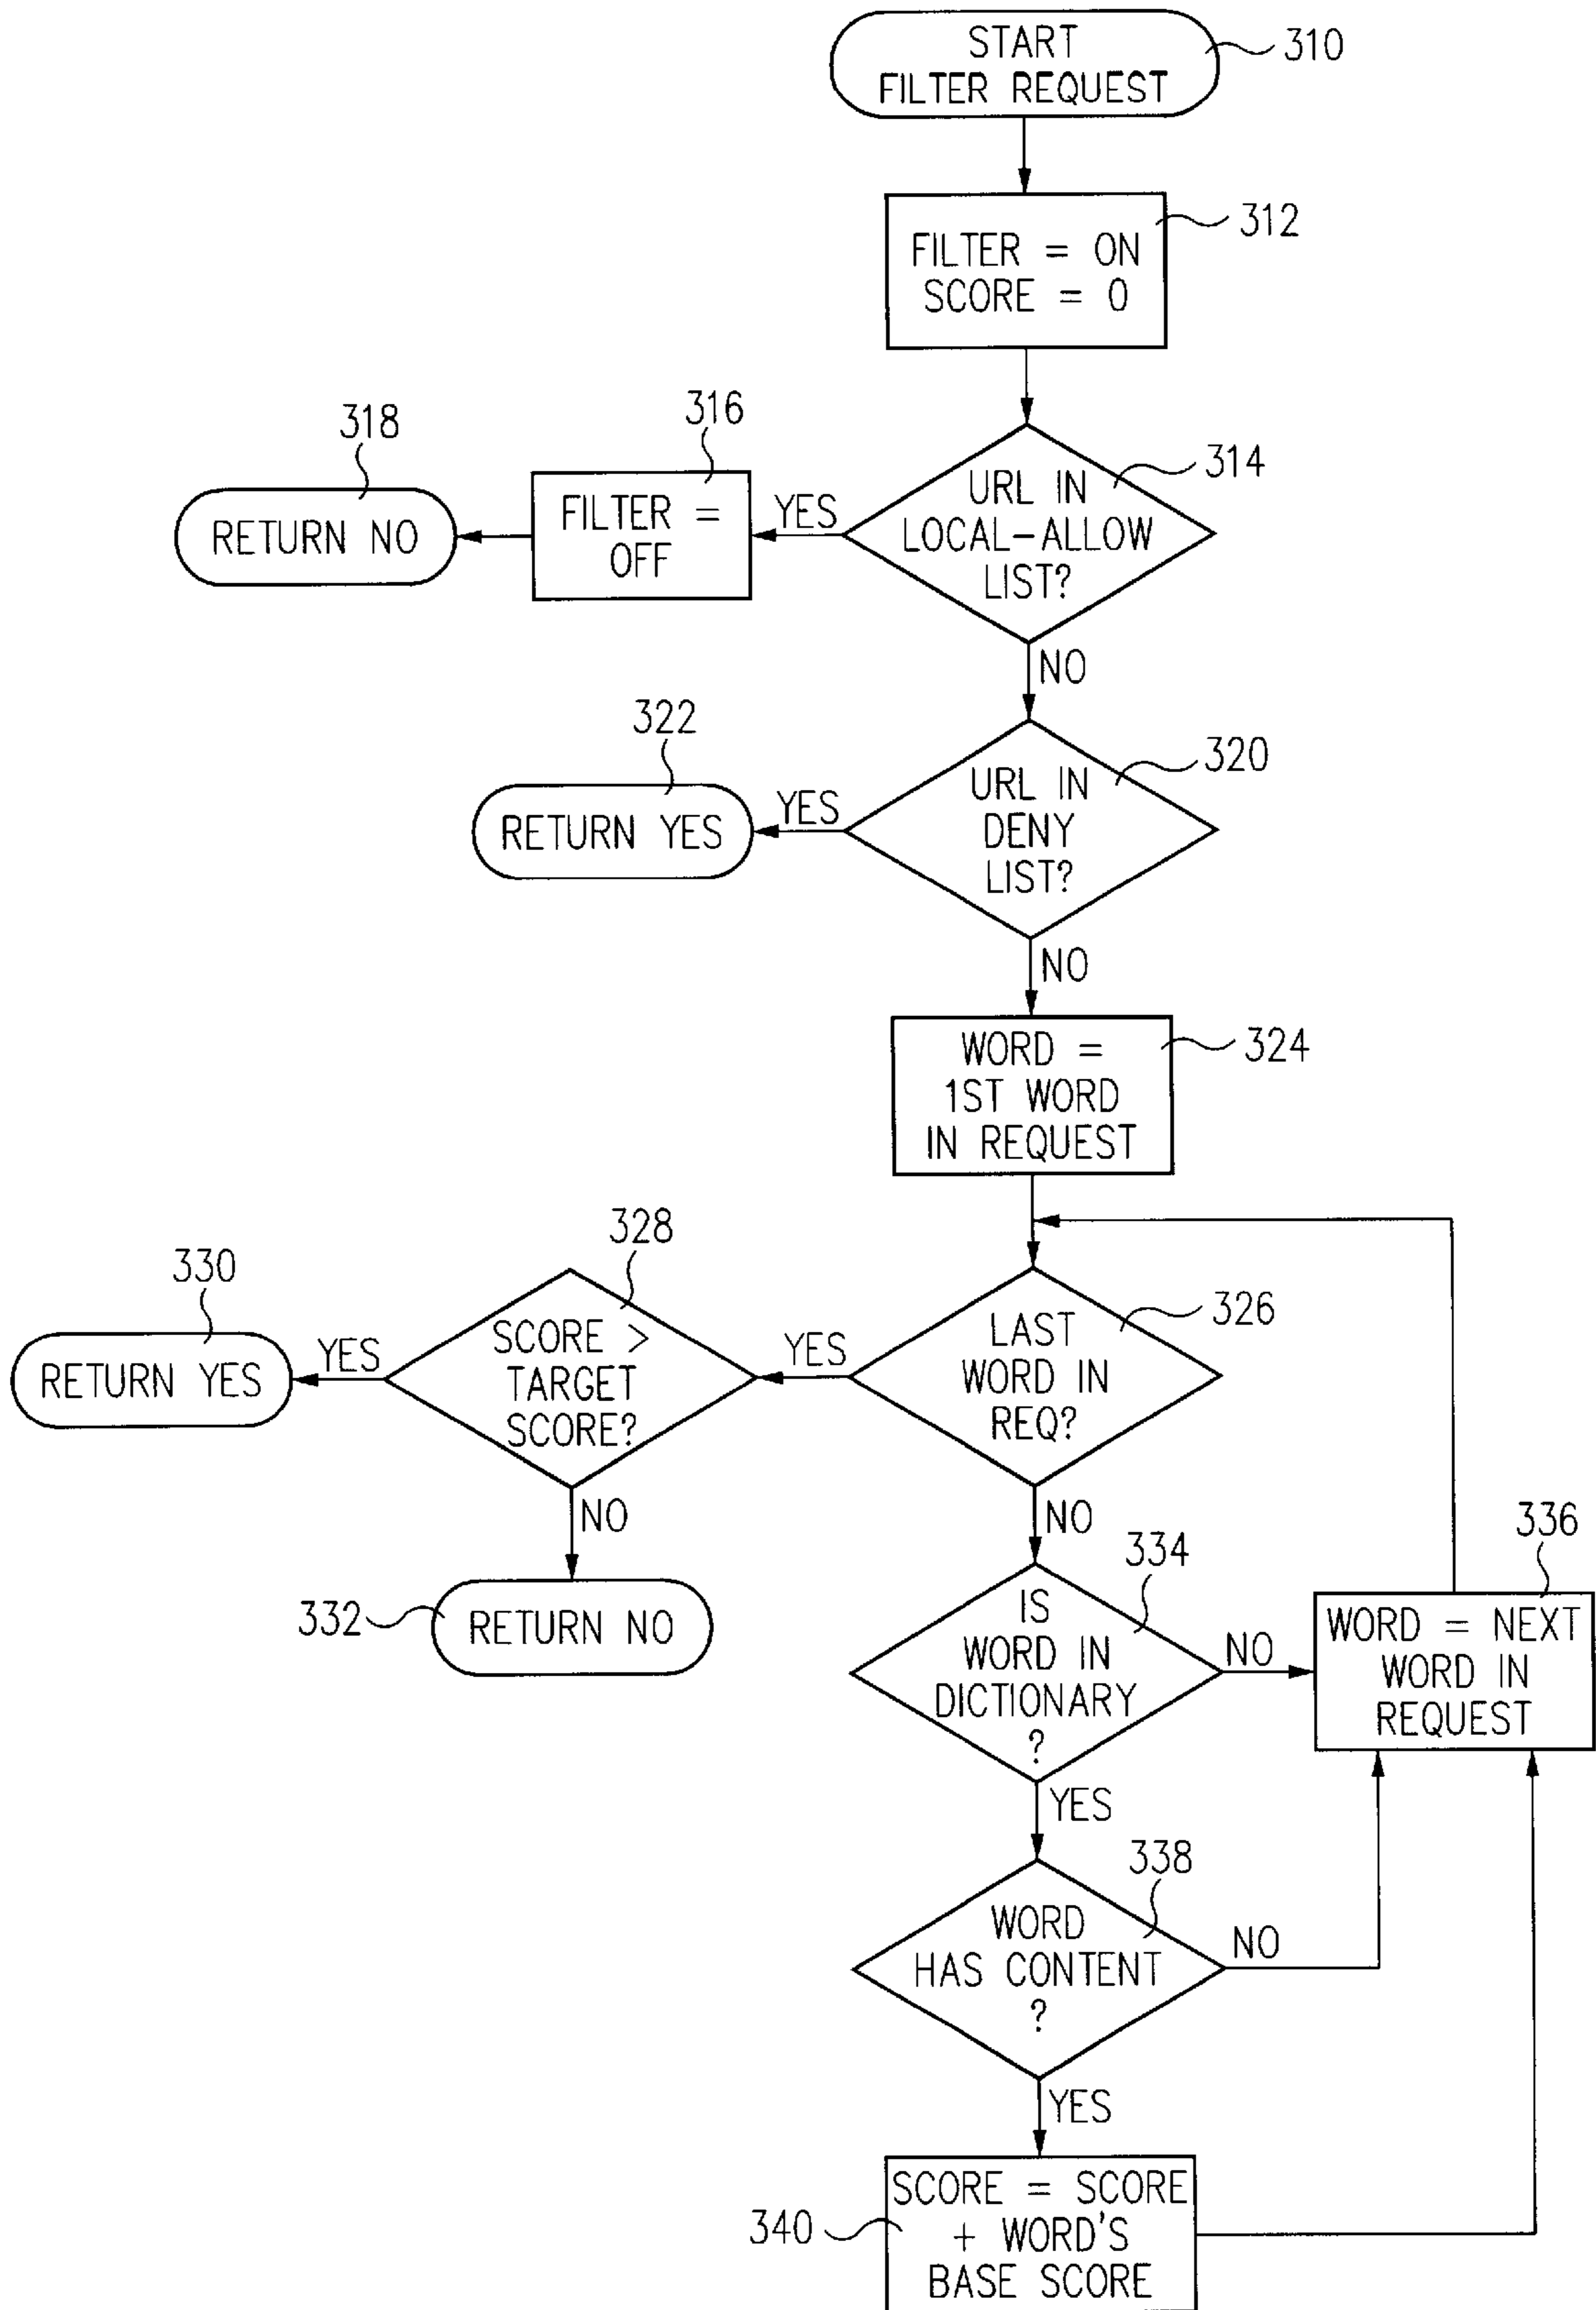 START
FILTER REQUEST
310
FILTER = ON
SCORE = 0
312
URL IN
LOCAL-ALLOW
LIST?
314
YES
FILTER =
OFF
316
RETURN NO
318
NO
URL IN
DENY
LIST?
320
YES
RETURN YES
322
NO
WORD =
1ST WORD
IN REQUEST
324
LAST
WORD IN
REQ?
326
YES
SCORE >
TARGET
SCORE?
328
YES
RETURN YES
330
NO
RETURN NO
332
NO
IS
WORD IN
DICTIONARY
?
334
NO
WORD = NEXT
WORD IN
REQUEST
336
YES
WORD
HAS CONTENT
?
338
NO
YES
SCORE = SCORE
+ WORD'S
BASE SCORE
340